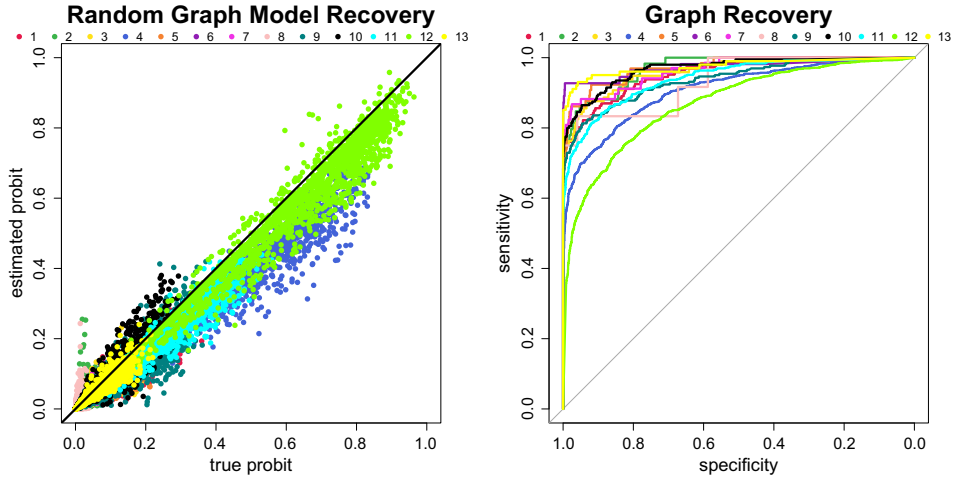 Random Graph Model Recovery
1 2 3 4 5 6 7 8 9 10 11 12 13
estimated probit
1.0
0.8
0.6
0.4
0.2
0.0
0.0 0.2 0.4 0.6 0.8 1.0
true probit
Graph Recovery
1 2 3 4 5 6 7 8 9 10 11 12 13
sensitivity
1.0
0.8
0.6
0.4
0.2
0.0
1.0 0.8 0.6 0.4 0.2 0.0
specificity